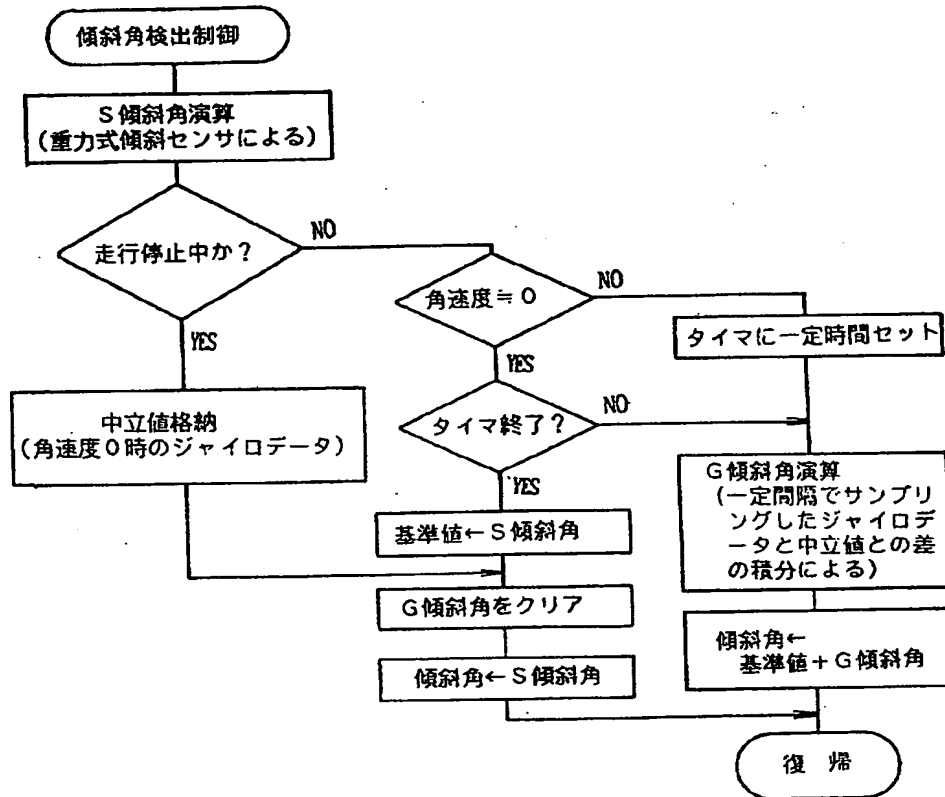 傾斜角検出制御
S傾斜角演算
(重力式傾斜センサによる)
走行停止中か?
NO
YES
角速度≒0
NO
YES
タイマに一定時間セット
中立値格納
(角速度0時のジャイロデータ)
タイマ終了?
NO
YES
基準値←S傾斜角
G傾斜角をクリア
傾斜角←S傾斜角
G傾斜角演算
(一定間隔でサンプリ
ングしたジャイロデ
ータと中立値との差
の積分による)
傾斜角←
基準値+G傾斜角
復 帰